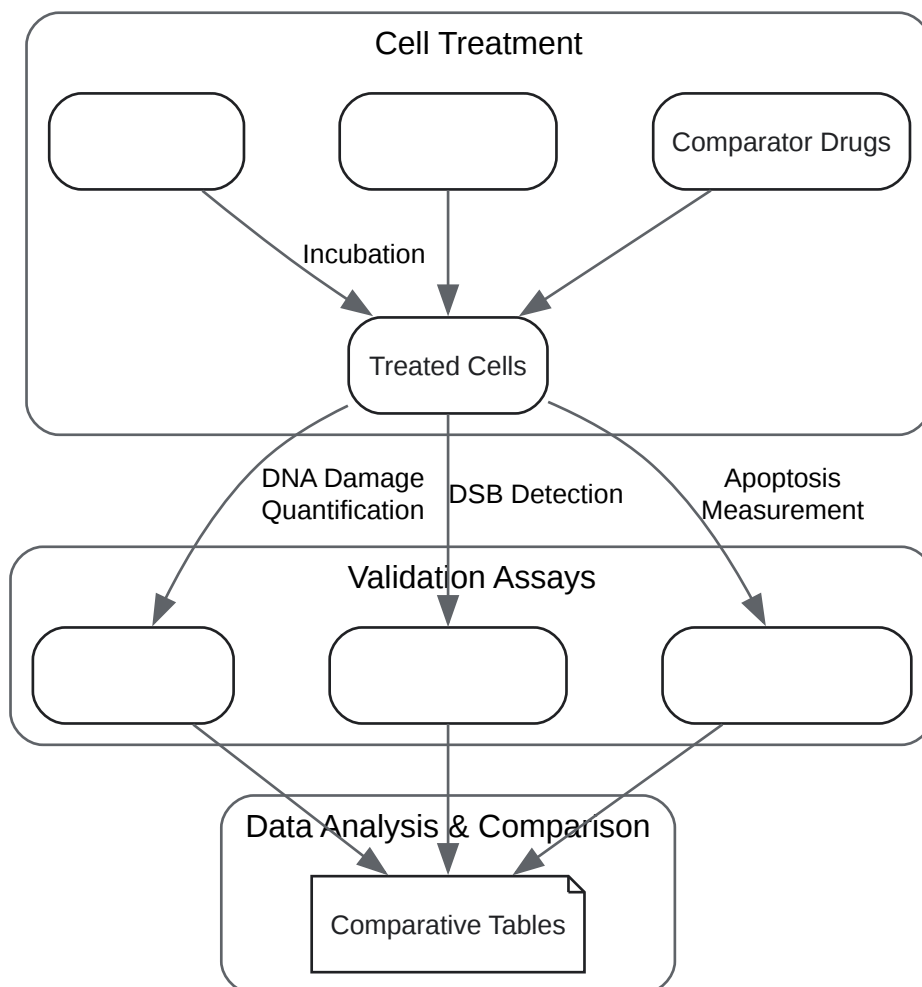 Cell Treatment
Comparator Drugs
Incubation
Treated Cells
DNA Damage
Quantification
DSB Detection
Apoptosis
Measurement
Validation Assays
Data Analysis & Comparison
Comparative Tables